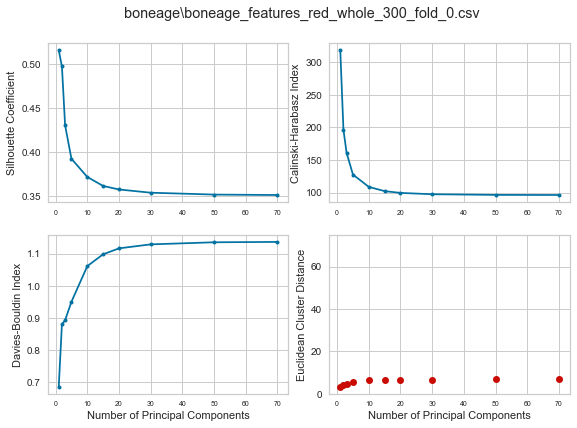 boneage\boneage_features_red_whole_300_fold_0.csv
Silhouette Coefficient
0.50
0.45
0.40
0.35
0 10 20 30 40 50 60 70
Calinski-Harabasz Index
300
250
200
150
100
0 10 20 30 40 50 60 70
Davies-Bouldin Index
1.1
1.0
0.9
0.8
0.7
0 10 20 30 40 50 60 70
Number of Principal Components
Euclidean Cluster Distance
60
40
20
0
0 10 20 30 40 50 60 70
Number of Principal Components